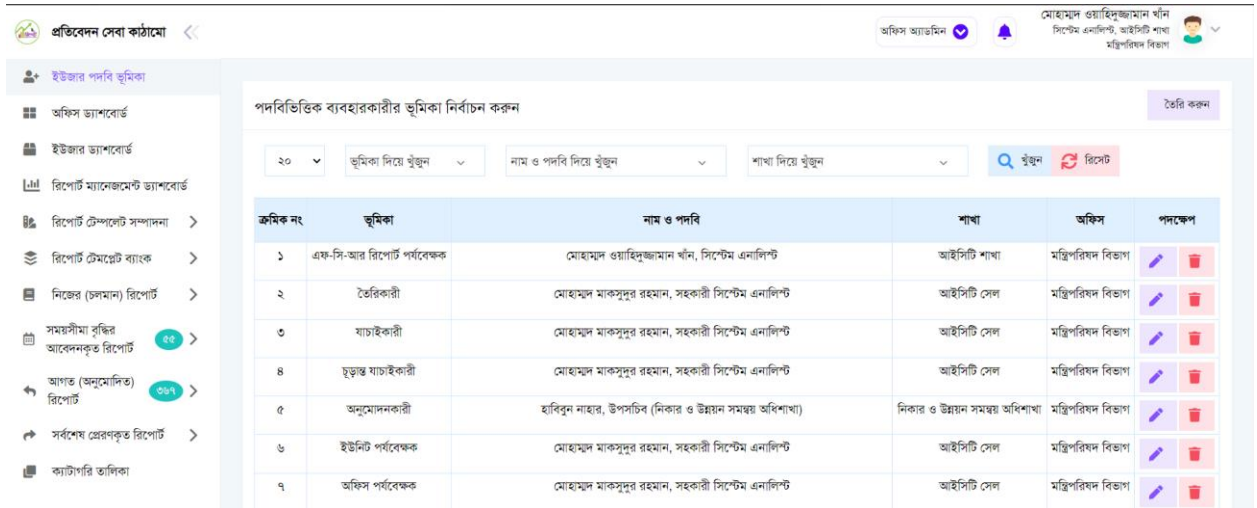 প্রতিবেদন সেবা কাঠামো
অফিস অ্যাডমিন
মোহাম্মদ ওয়াহিদুজ্জামান খাঁন
সিস্টেম এনালিস্ট, আইসিটি শাখা
মন্ত্রিপরিষদ বিভাগ
ইউজার পদবি ভূমিকা
অফিস ড্যাশবোর্ড
ইউজার ড্যাশবোর্ড
রিপোর্ট ম্যানেজমেন্ট ড্যাশবোর্ড
রিপোর্ট টেম্পলেট সম্পাদনা
রিপোর্ট টেমপ্লেট ব্যাংক
নিজের (চলমান) রিপোর্ট
সময়সীমা বৃদ্ধির
আবেদনকৃত রিপোর্ট
৫৫
আগত (অনুমোদিত)
রিপোর্ট
৩৬৭
সর্বশেষ প্রেরণকৃত রিপোর্ট
ক্যাটাগরি তালিকা
পদবিভিত্তিক ব্যবহারকারীর ভূমিকা নির্বাচন করুন
তৈরি করুন
২০ ভূমিকা দিয়ে খুঁজুন নাম ও পদবি দিয়ে খুঁজুন শাখা দিয়ে খুঁজুন খুঁজুন রিসেট
ক্রমিক নং ভূমিকা নাম ও পদবি শাখা অফিস পদক্ষেপ
১ এফ-সি-আর রিপোর্ট পর্যবেক্ষক মোহাম্মদ ওয়াহিদুজ্জামান খাঁন, সিস্টেম এনালিস্ট আইসিটি শাখা মন্ত্রিপরিষদ বিভাগ
২ তৈরিকারী মোহাম্মদ মাকসুদুর রহমান, সহকারী সিস্টেম এনালিস্ট আইসিটি সেল মন্ত্রিপরিষদ বিভাগ
৩ যাচাইকারী মোহাম্মদ মাকসুদুর রহমান, সহকারী সিস্টেম এনালিস্ট আইসিটি সেল মন্ত্রিপরিষদ বিভাগ
৪ চূড়ান্ত যাচাইকারী মোহাম্মদ মাকসুদুর রহমান, সহকারী সিস্টেম এনালিস্ট আইসিটি সেল মন্ত্রিপরিষদ বিভাগ
৫ অনুমোদনকারী হাবিবুন নাহার, উপসচিব (নিকার ও উন্নয়ন সমন্বয় অধিশাখা) নিকার ও উন্নয়ন সমন্বয় অধিশাখা মন্ত্রিপরিষদ বিভাগ
৬ ইউনিট পর্যবেক্ষক মোহাম্মদ মাকসুদুর রহমান, সহকারী সিস্টেম এনালিস্ট আইসিটি সেল মন্ত্রিপরিষদ বিভাগ
৭ অফিস পর্যবেক্ষক মোহাম্মদ মাকসুদুর রহমান, সহকারী সিস্টেম এনালিস্ট আইসিটি সেল মন্ত্রিপরিষদ বিভাগ